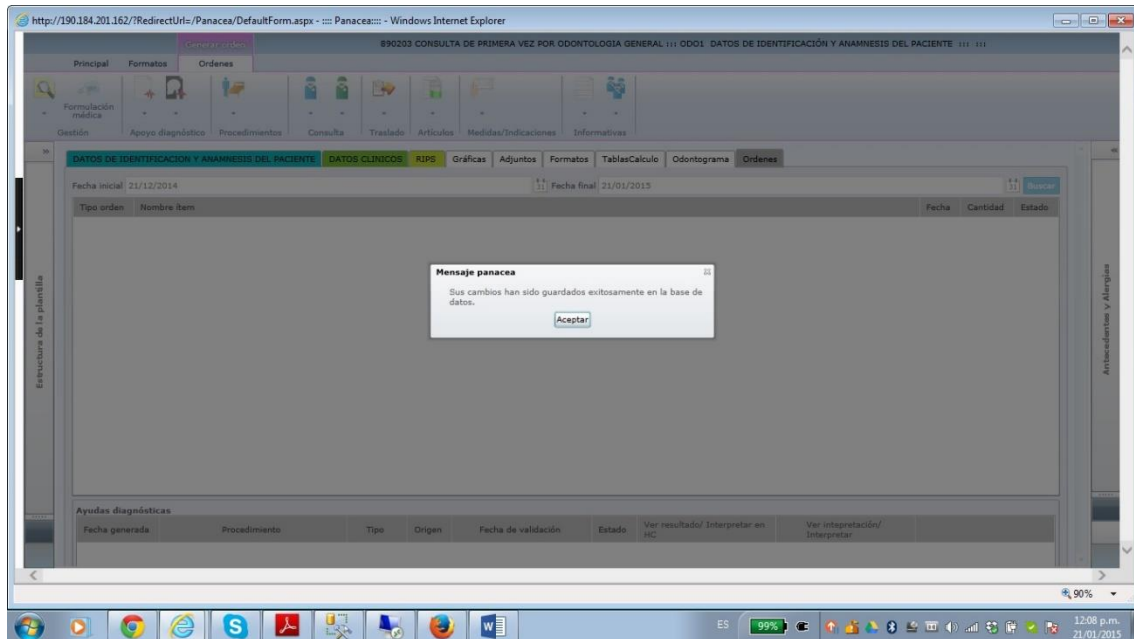 http://190.184.201.162/?RedirectUrl=/Panacea/DefaultForm.aspx - :::: Panacea:::: - Windows Internet Explorer
Generar orden
890203 CONSULTA DE PRIMERA VEZ POR ODONTOLOGIA GENERAL ::: ODO1 DATOS DE IDENTIFICACIÓN Y ANAMNESIS DEL PACIENTE ::: :::
Principal Formatos Ordenes
Formulación
médica
Gestión Apoyo diagnóstico Procedimientos Consulta Traslado Artículos Medidas/Indicaciones Informativas
DATOS DE IDENTIFICACION Y ANAMNESIS DEL PACIENTE DATOS CLINICOS RIPS Gráficas Adjuntos Formatos TablasCalculo Odontograma Ordenes
Fecha inicial 21/12/2014 31 Fecha final 21/01/2015 31 Buscar
Tipo orden Nombre ítem Fecha Cantidad Estado
Estructura de la plantilla
Mensaje panacea
Sus cambios han sido guardados exitosamente en la base de
datos.
Aceptar
Antecedentes y Alergias
Ayudas diagnósticas
Fecha generada Procedimiento Tipo Origen Fecha de validación Estado Ver resultado/ Interpretar en
HC Ver intepretación/
Interpretar
90%
ES 99% 12:08 p.m.
21/01/2015